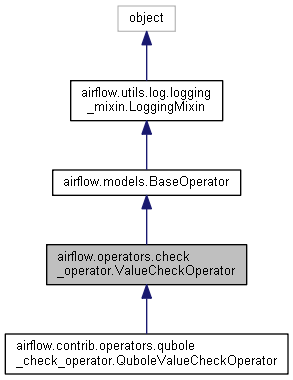 object
airflow.utils.log.logging
_mixin.LoggingMixin
airflow.models.BaseOperator
airflow.operators.check
_operator.ValueCheckOperator
airflow.contrib.operators.qubole
_check_operator.QuboleValueCheckOperator